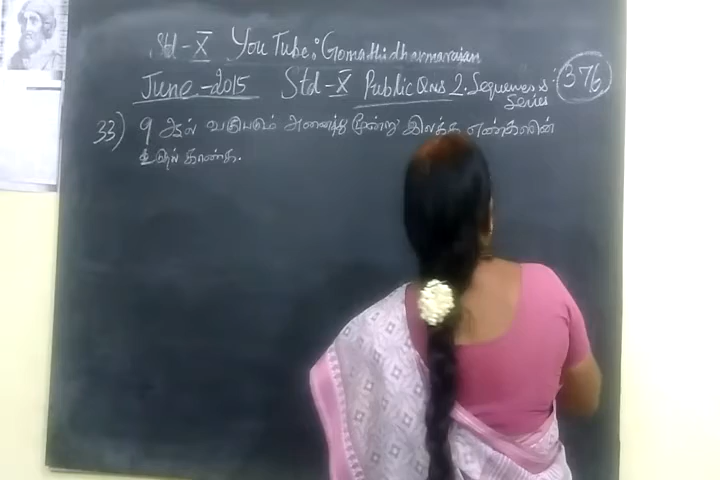 Std - X YouTube: Gomathidharmarajan
June - 2015 Std - X Public Qns 2. Sequences &
Series
376
33) 9 ஆல் வகுபடும் அனைத்து மூன்று இலக்க எண்களின்
கூடுதல் காண்க.